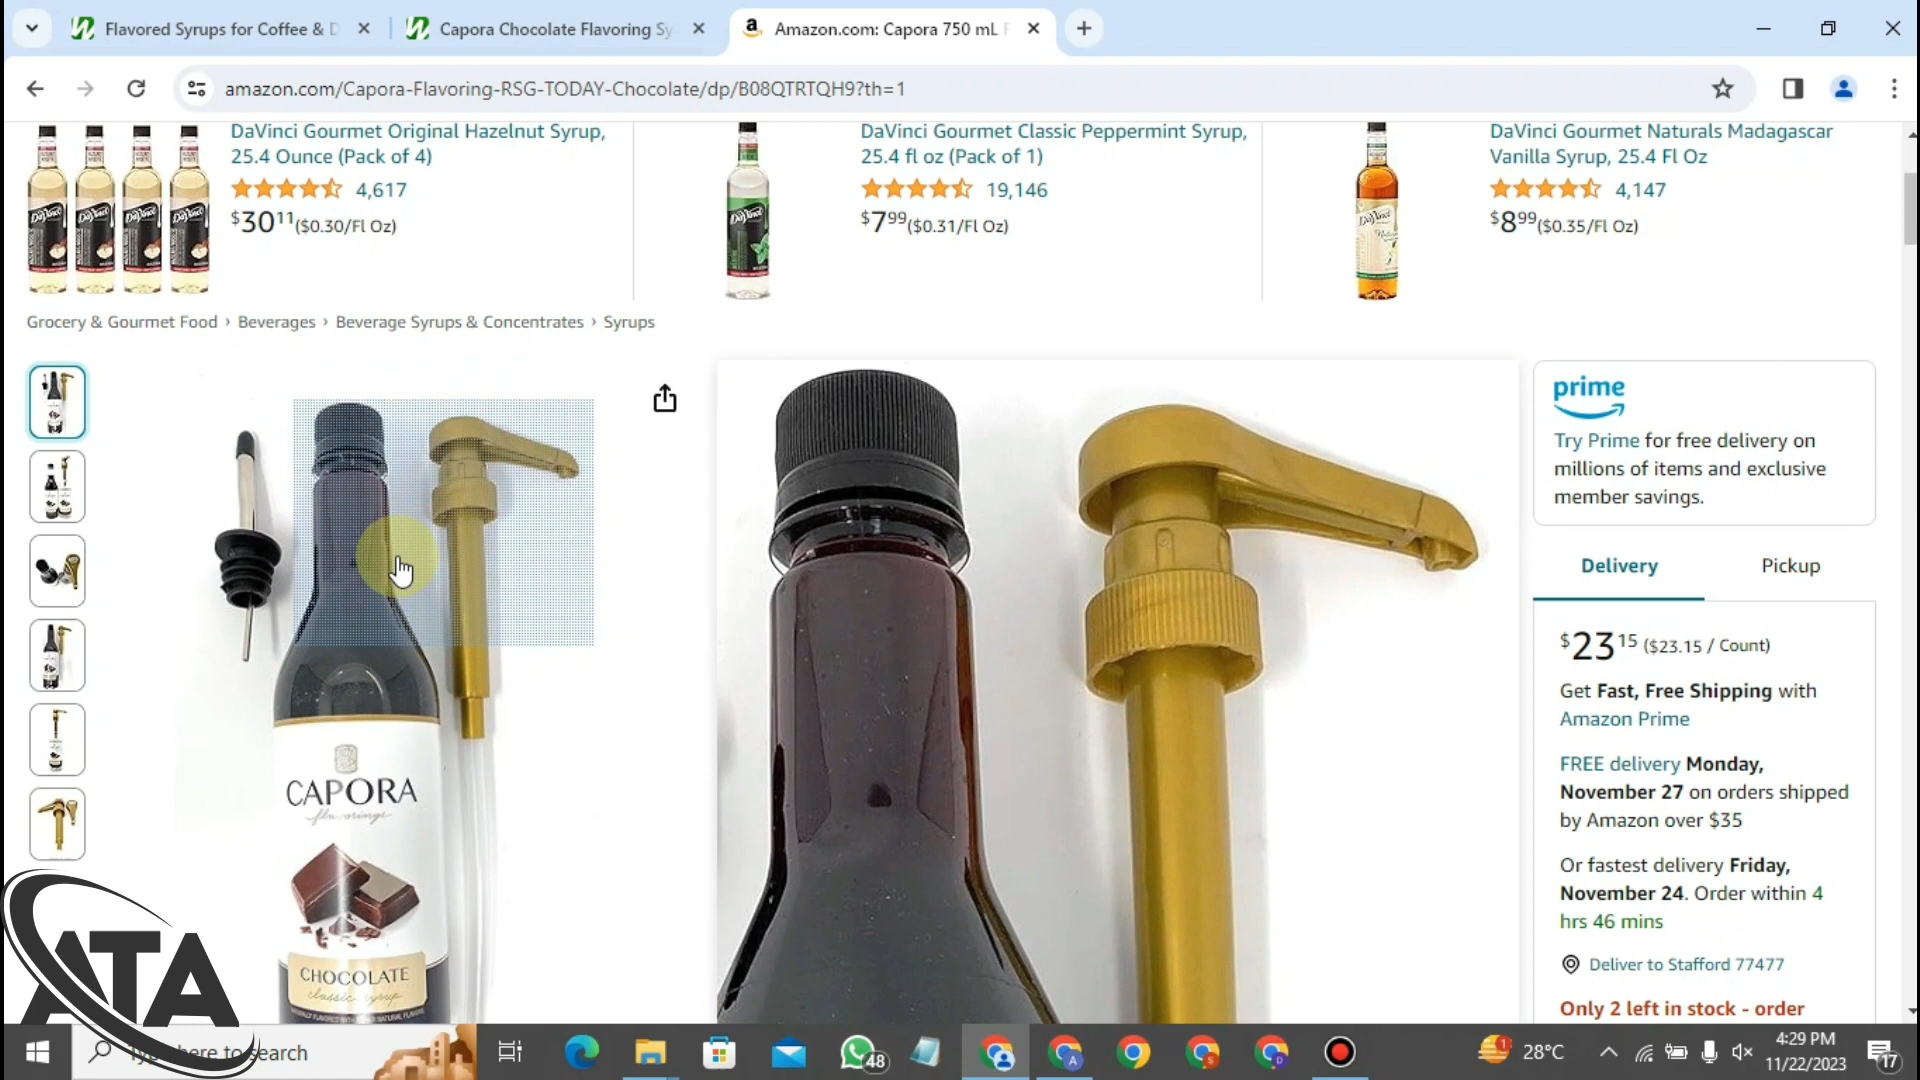 Flavored Syrups for Coffee & D
Capora Chocolate Flavoring Sy
Amazon.com: Capora 750 mL F
amazon.com/Capora-Flavoring-RSG-TODAY-Chocolate/dp/B08QTRTQH9?th=1
DaVinci Gourmet Original Hazelnut Syrup,
25.4 Ounce (Pack of 4)
4,617
$3011($0.30/Fl Oz)
DaVinci Gourmet Classic Peppermint Syrup,
25.4 fl oz (Pack of 1)
19,146
$7.99($0.31/Fl Oz)
DaVinci Gourmet Naturals Madagascar
Vanilla Syrup, 25.4 Fl Oz
4,147
$8.99($0.35/Fl Oz)
Grocery & Gourmet Food › Beverages › Beverage Syrups & Concentrates › Syrups
CAPORA
flavorings
CHOCOLATE
classic syrup
prime
Try Prime for free delivery on
millions of items and exclusive
member savings.
Delivery
Pickup
$23 15 ($23.15 / Count)
Get Fast, Free Shipping with
Amazon Prime
FREE delivery Monday,
November 27 on orders shipped
by Amazon over $35
Or fastest delivery Friday,
November 24. Order within 4
hrs 46 mins
Deliver to Stafford 77477
Only 2 left in stock - order
ATA
Type here to search
48
28°C
4:29 PM
11/22/2023
17